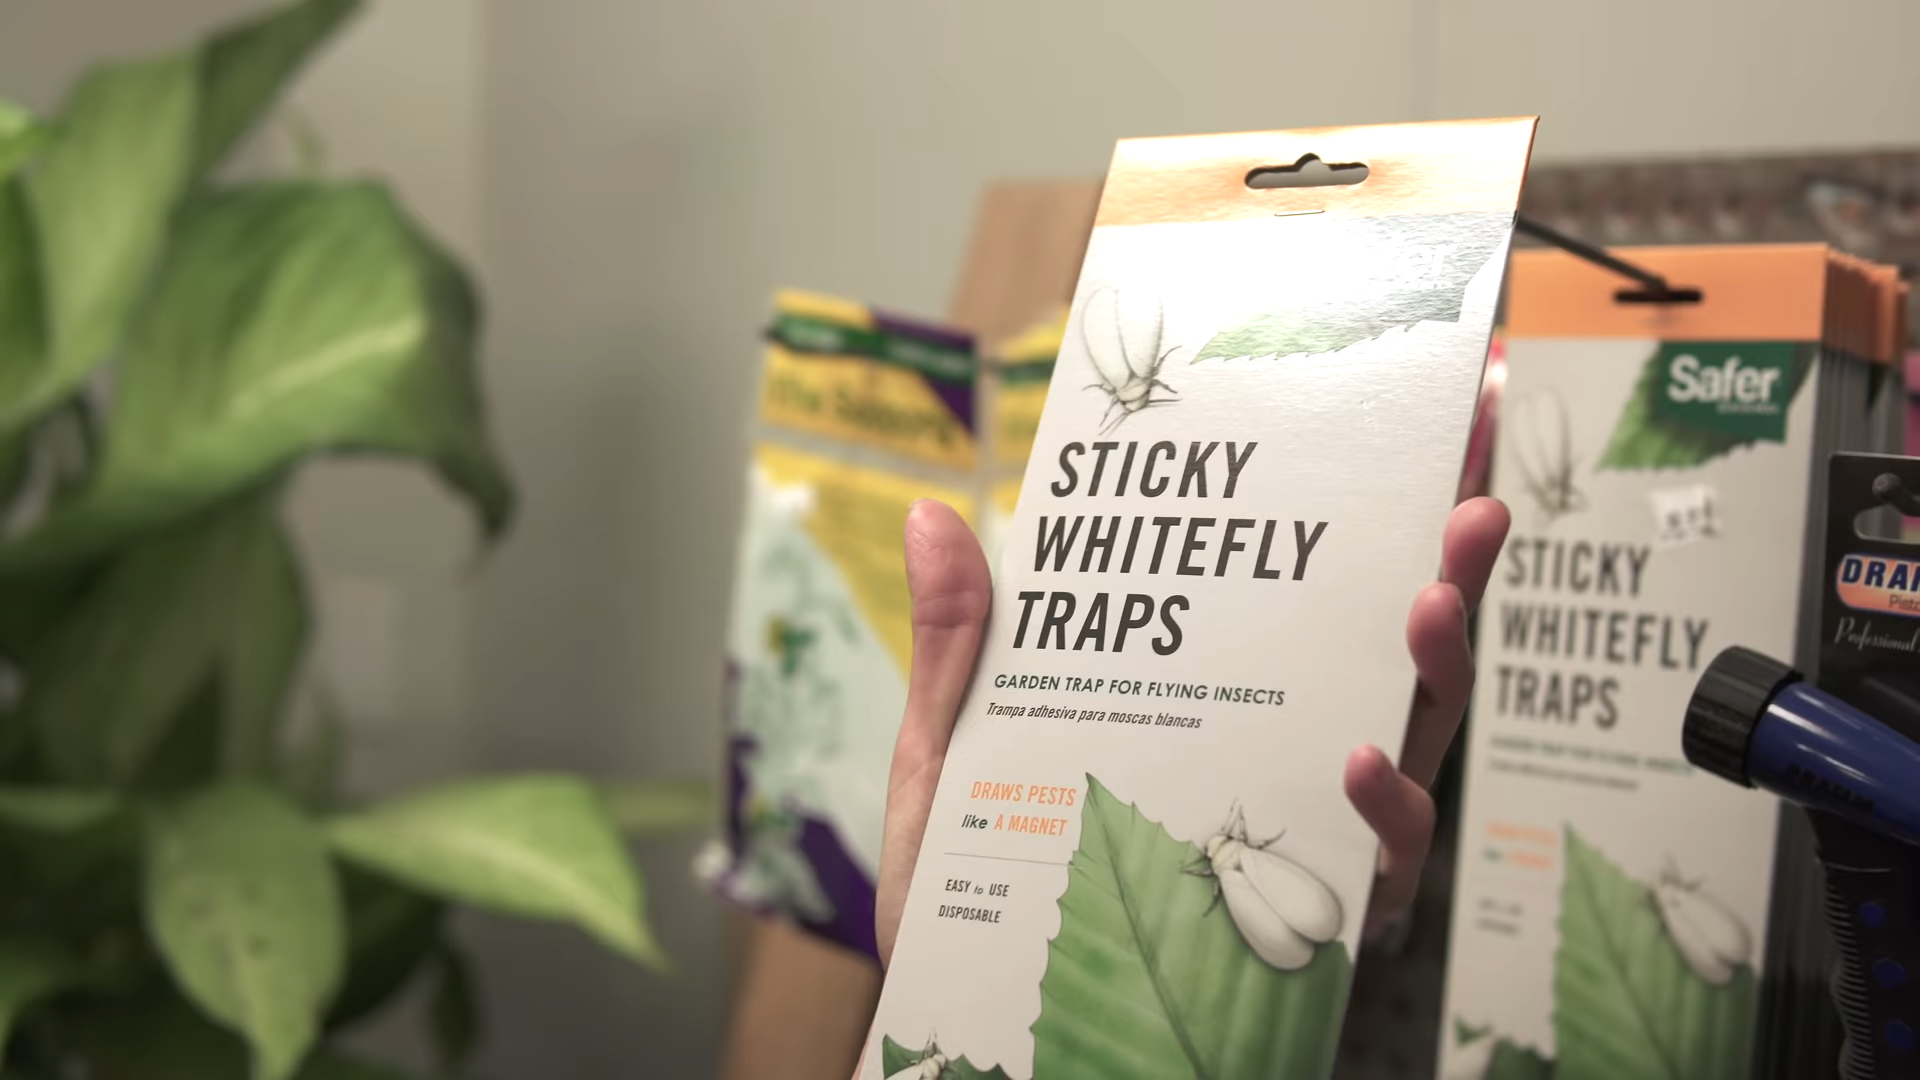 STICKY
WHITEFLY
TRAPS
GARDEN TRAP FOR FLYING INSECTS
Trampa adhesiva para moscas blancas
DRAWS PESTS
like A MAGNET
EASY to USE
DISPOSABLE
Safer
STICKY
WHITEFLY
TRAPS
Professional